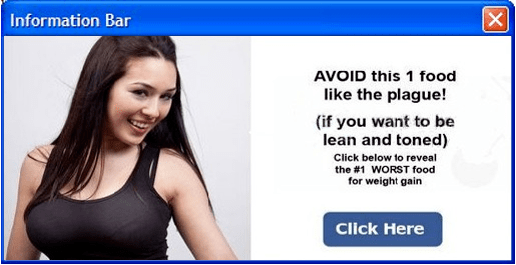 Information Bar
AVOID this 1 food
like the plague!
(if you want to be
lean and toned)
Click below to reveal
the #1 WORST food
for weight gain
Click Here